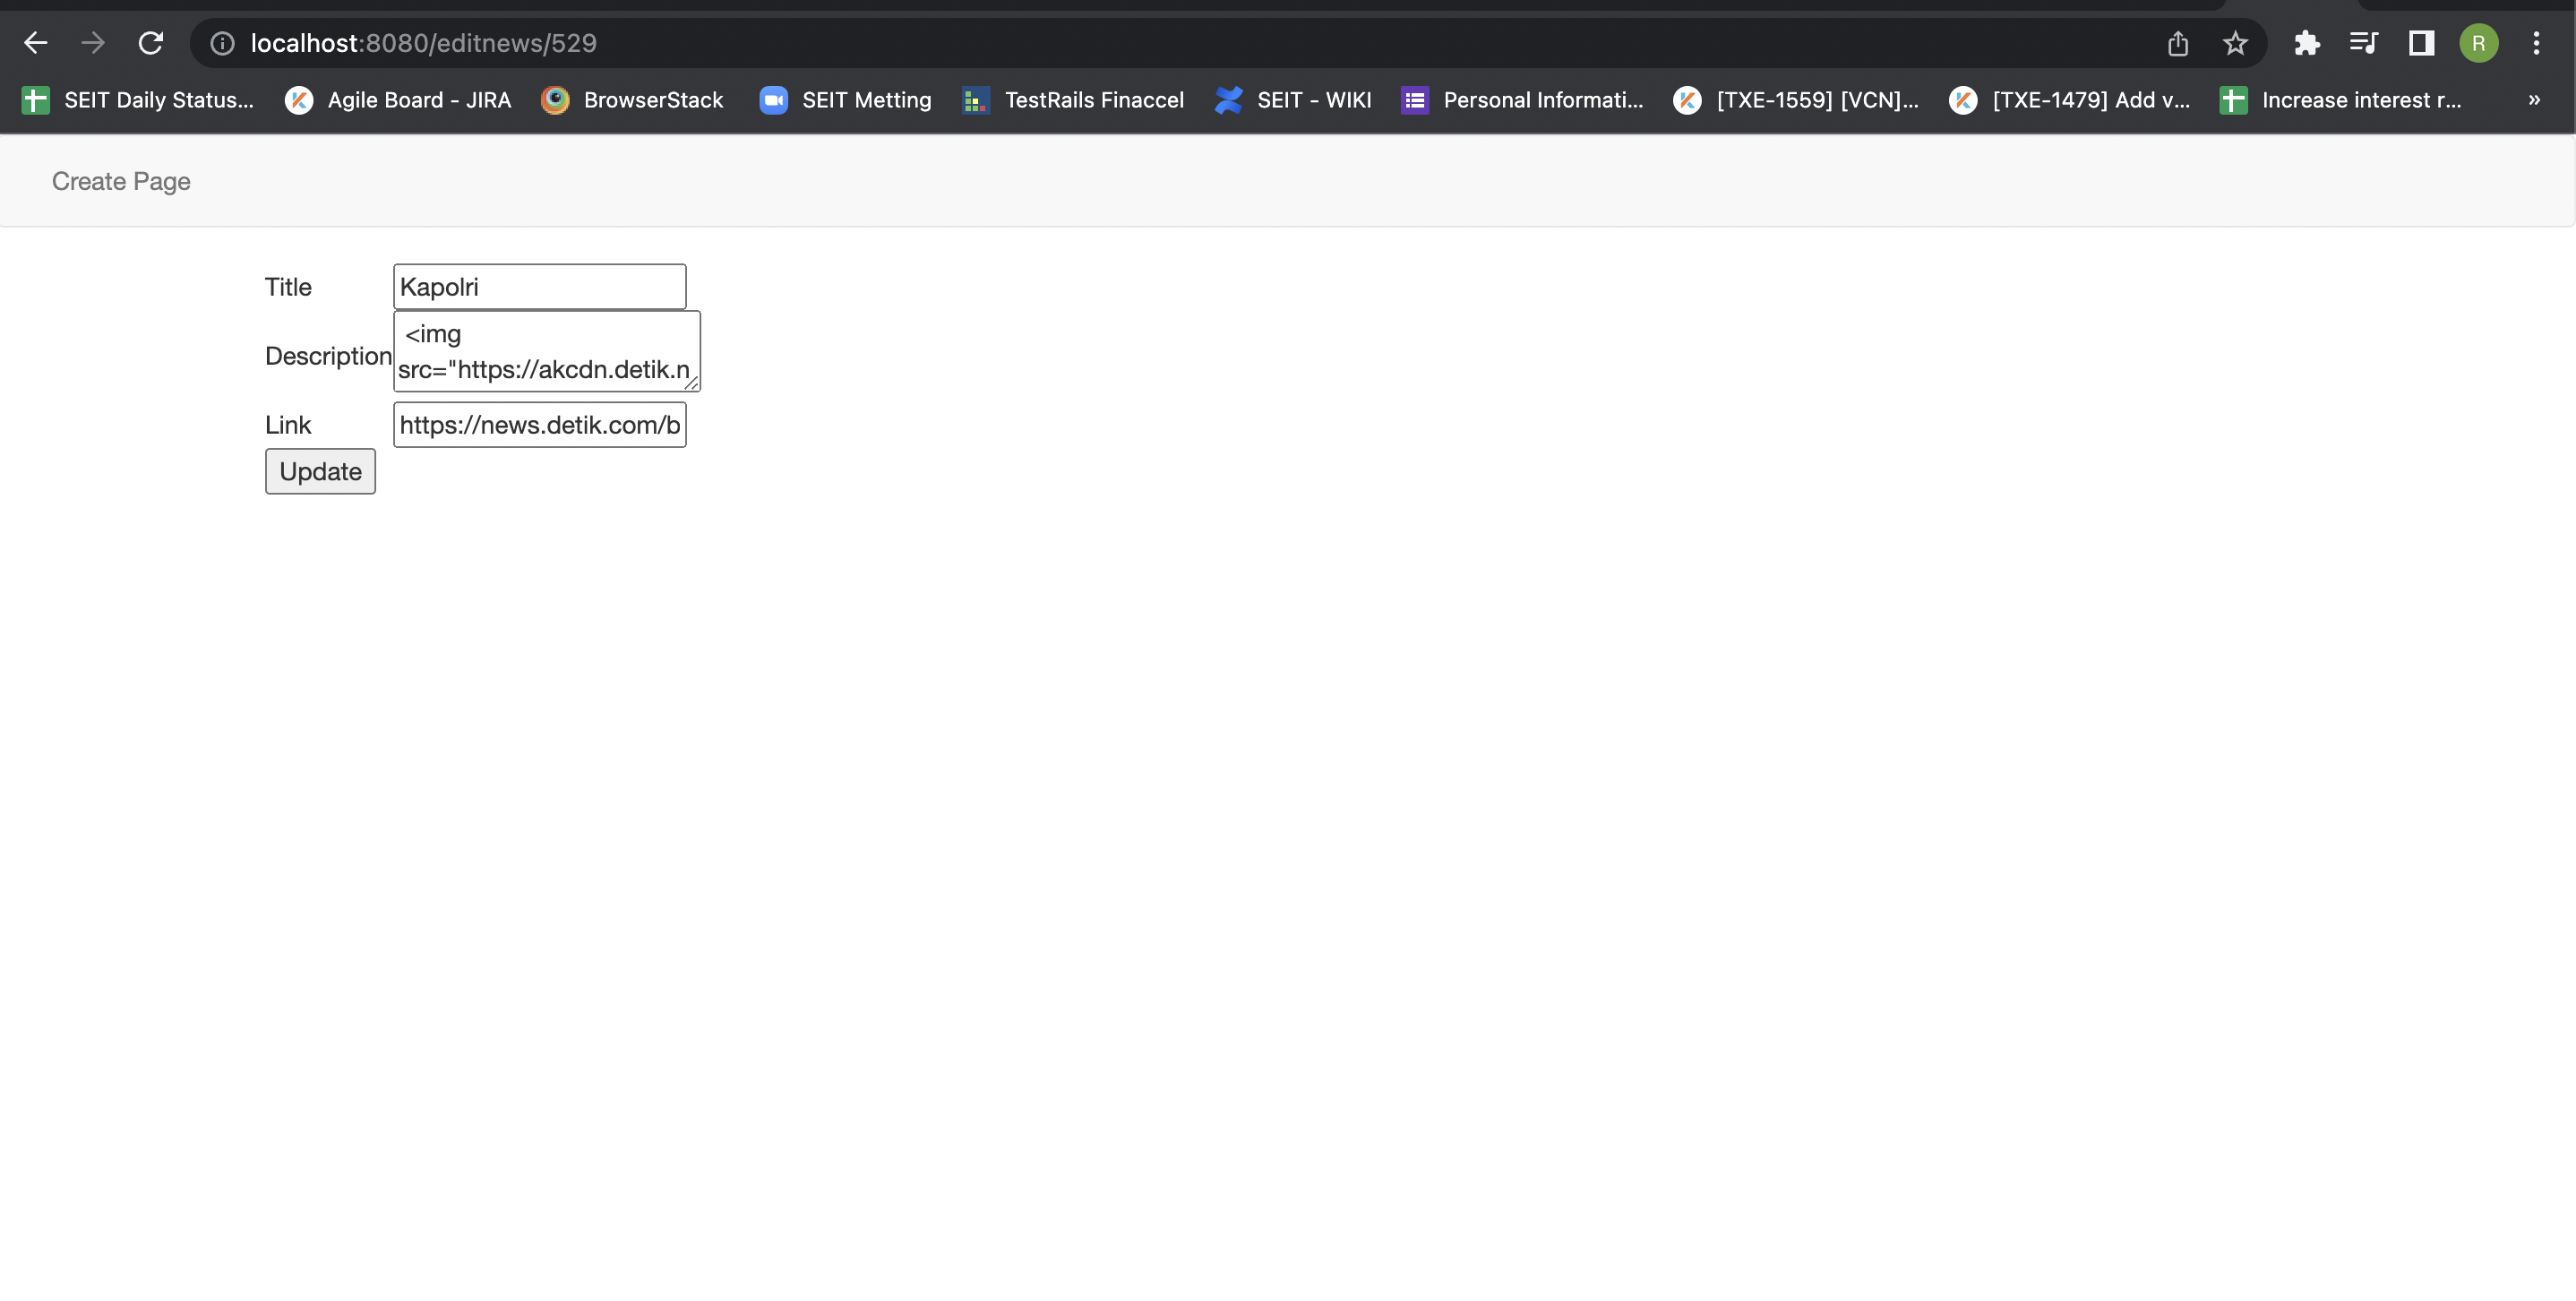 localhost:8080/editnews/529
R
SEIT Daily Status... Agile Board - JIRA BrowserStack SEIT Metting TestRails Finaccel SEIT - WIKI Personal Informati... [TXE-1559] [VCN]... [TXE-1479] Add v... Increase interest r... »
Create Page
Title Kapolri
Description <img
src="https://akcdn.detik.n
Link https://news.detik.com/b
Update